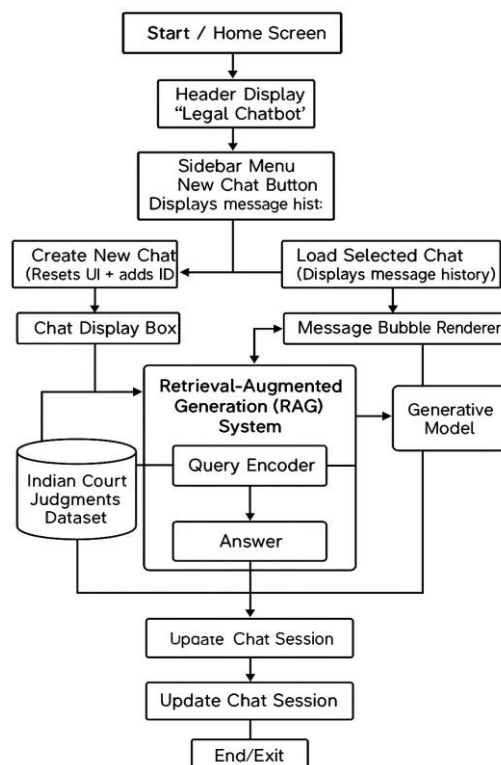 Start / Home Screen
Header Display
“Legal Chatbot’
Sidebar Menu
New Chat Button
Displays message hist:
Create New Chat
(Resets UI + adds ID
Load Selected Chat
(Displays message history)
Chat Display Box
Message Bubble Renderer
Retrieval-Augmented
Generation (RAG)
System
Generative
Model
Query Encoder
Indian Court
Judgments
Dataset
Answer
Update Chat Session
Update Chat Session
End/Exit